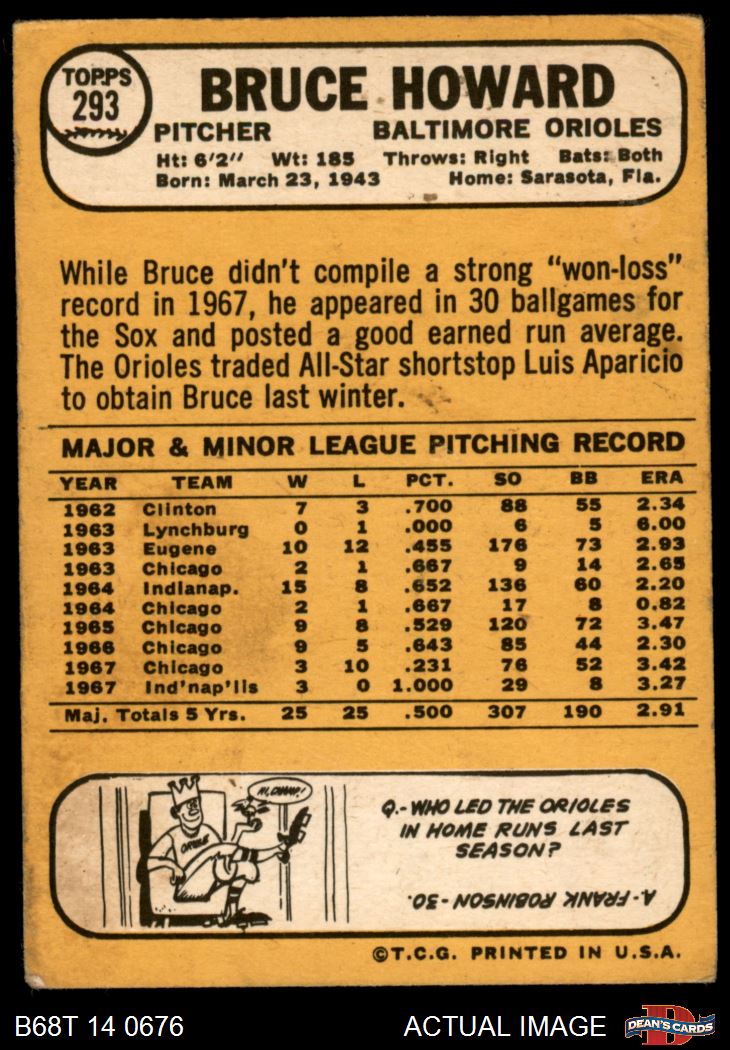 TOPPS
293
BRUCE HOWARD
PITCHER BALTIMORE ORIOLES
Ht: 6'2" Wt: 185 Throws: Right Bats: Both
Born: March 23, 1943 Home: Sarasota, Fla.
While Bruce didn't compile a strong "won-loss"
record in 1967, he appeared in 30 ballgames for
the Sox and posted a good earned run average.
The Orioles traded All-Star shortstop Luis Aparicio
to obtain Bruce last winter.
MAJOR & MINOR LEAGUE PITCHING RECORD
YEAR TEAM W L PCT. SO BB ERA
1962 Clinton 7 3 .700 88 55 2.34
1963 Lynchburg 0 1 .000 6 5 6.00
1963 Eugene 10 12 .455 176 73 2.93
1963 Chicago 2 1 .667 9 14 2.65
1964 Indianap. 15 8 .652 136 60 2.20
1964 Chicago 2 1 .667 17 8 0.82
1965 Chicago 9 8 .529 120 72 3.47
1966 Chicago 9 5 .643 85 44 2.30
1967 Chicago 3 10 .231 76 52 3.42
1967 Ind'nap'lis 3 0 1.000 29 8 3.27
Maj. Totals 5 Yrs. 25 25 .500 307 190 2.91
HI, CHAMP!
ORIOLE
Q.-WHO LED THE ORIOLES
IN HOME RUNS LAST
SEASON?
A.-FRANK ROBINSON -30.
©T.C.G. PRINTED IN U.S.A.
B68T 14 0676 ACTUAL IMAGE
D
DEAN'S CARDS